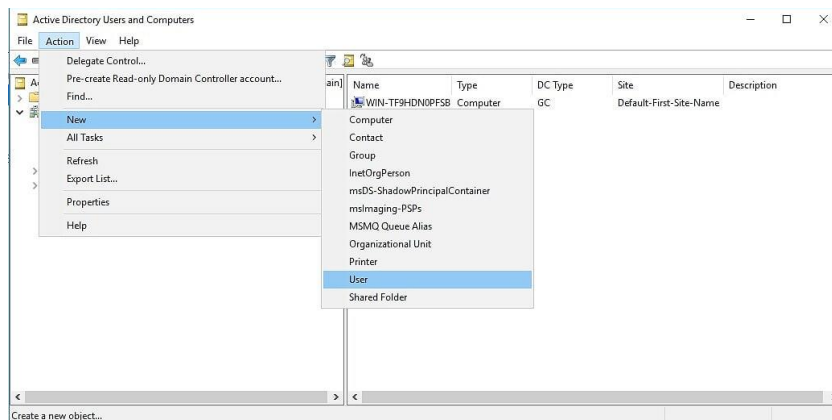 Active Directory Users and Computers
File Action View Help
Delegate Control...
Pre-create Read-only Domain Controller account...
Find...
New
All Tasks
Refresh
Export List...
Properties
Help
A
ain]
Name Type DC Type Site Description
WIN-TF9HDN0PFSB Computer GC Default-First-Site-Name
Computer
Contact
Group
InetOrgPerson
msDS-ShadowPrincipalContainer
msImaging-PSPs
MSMQ Queue Alias
Organizational Unit
Printer
User
Shared Folder
Create a new object...